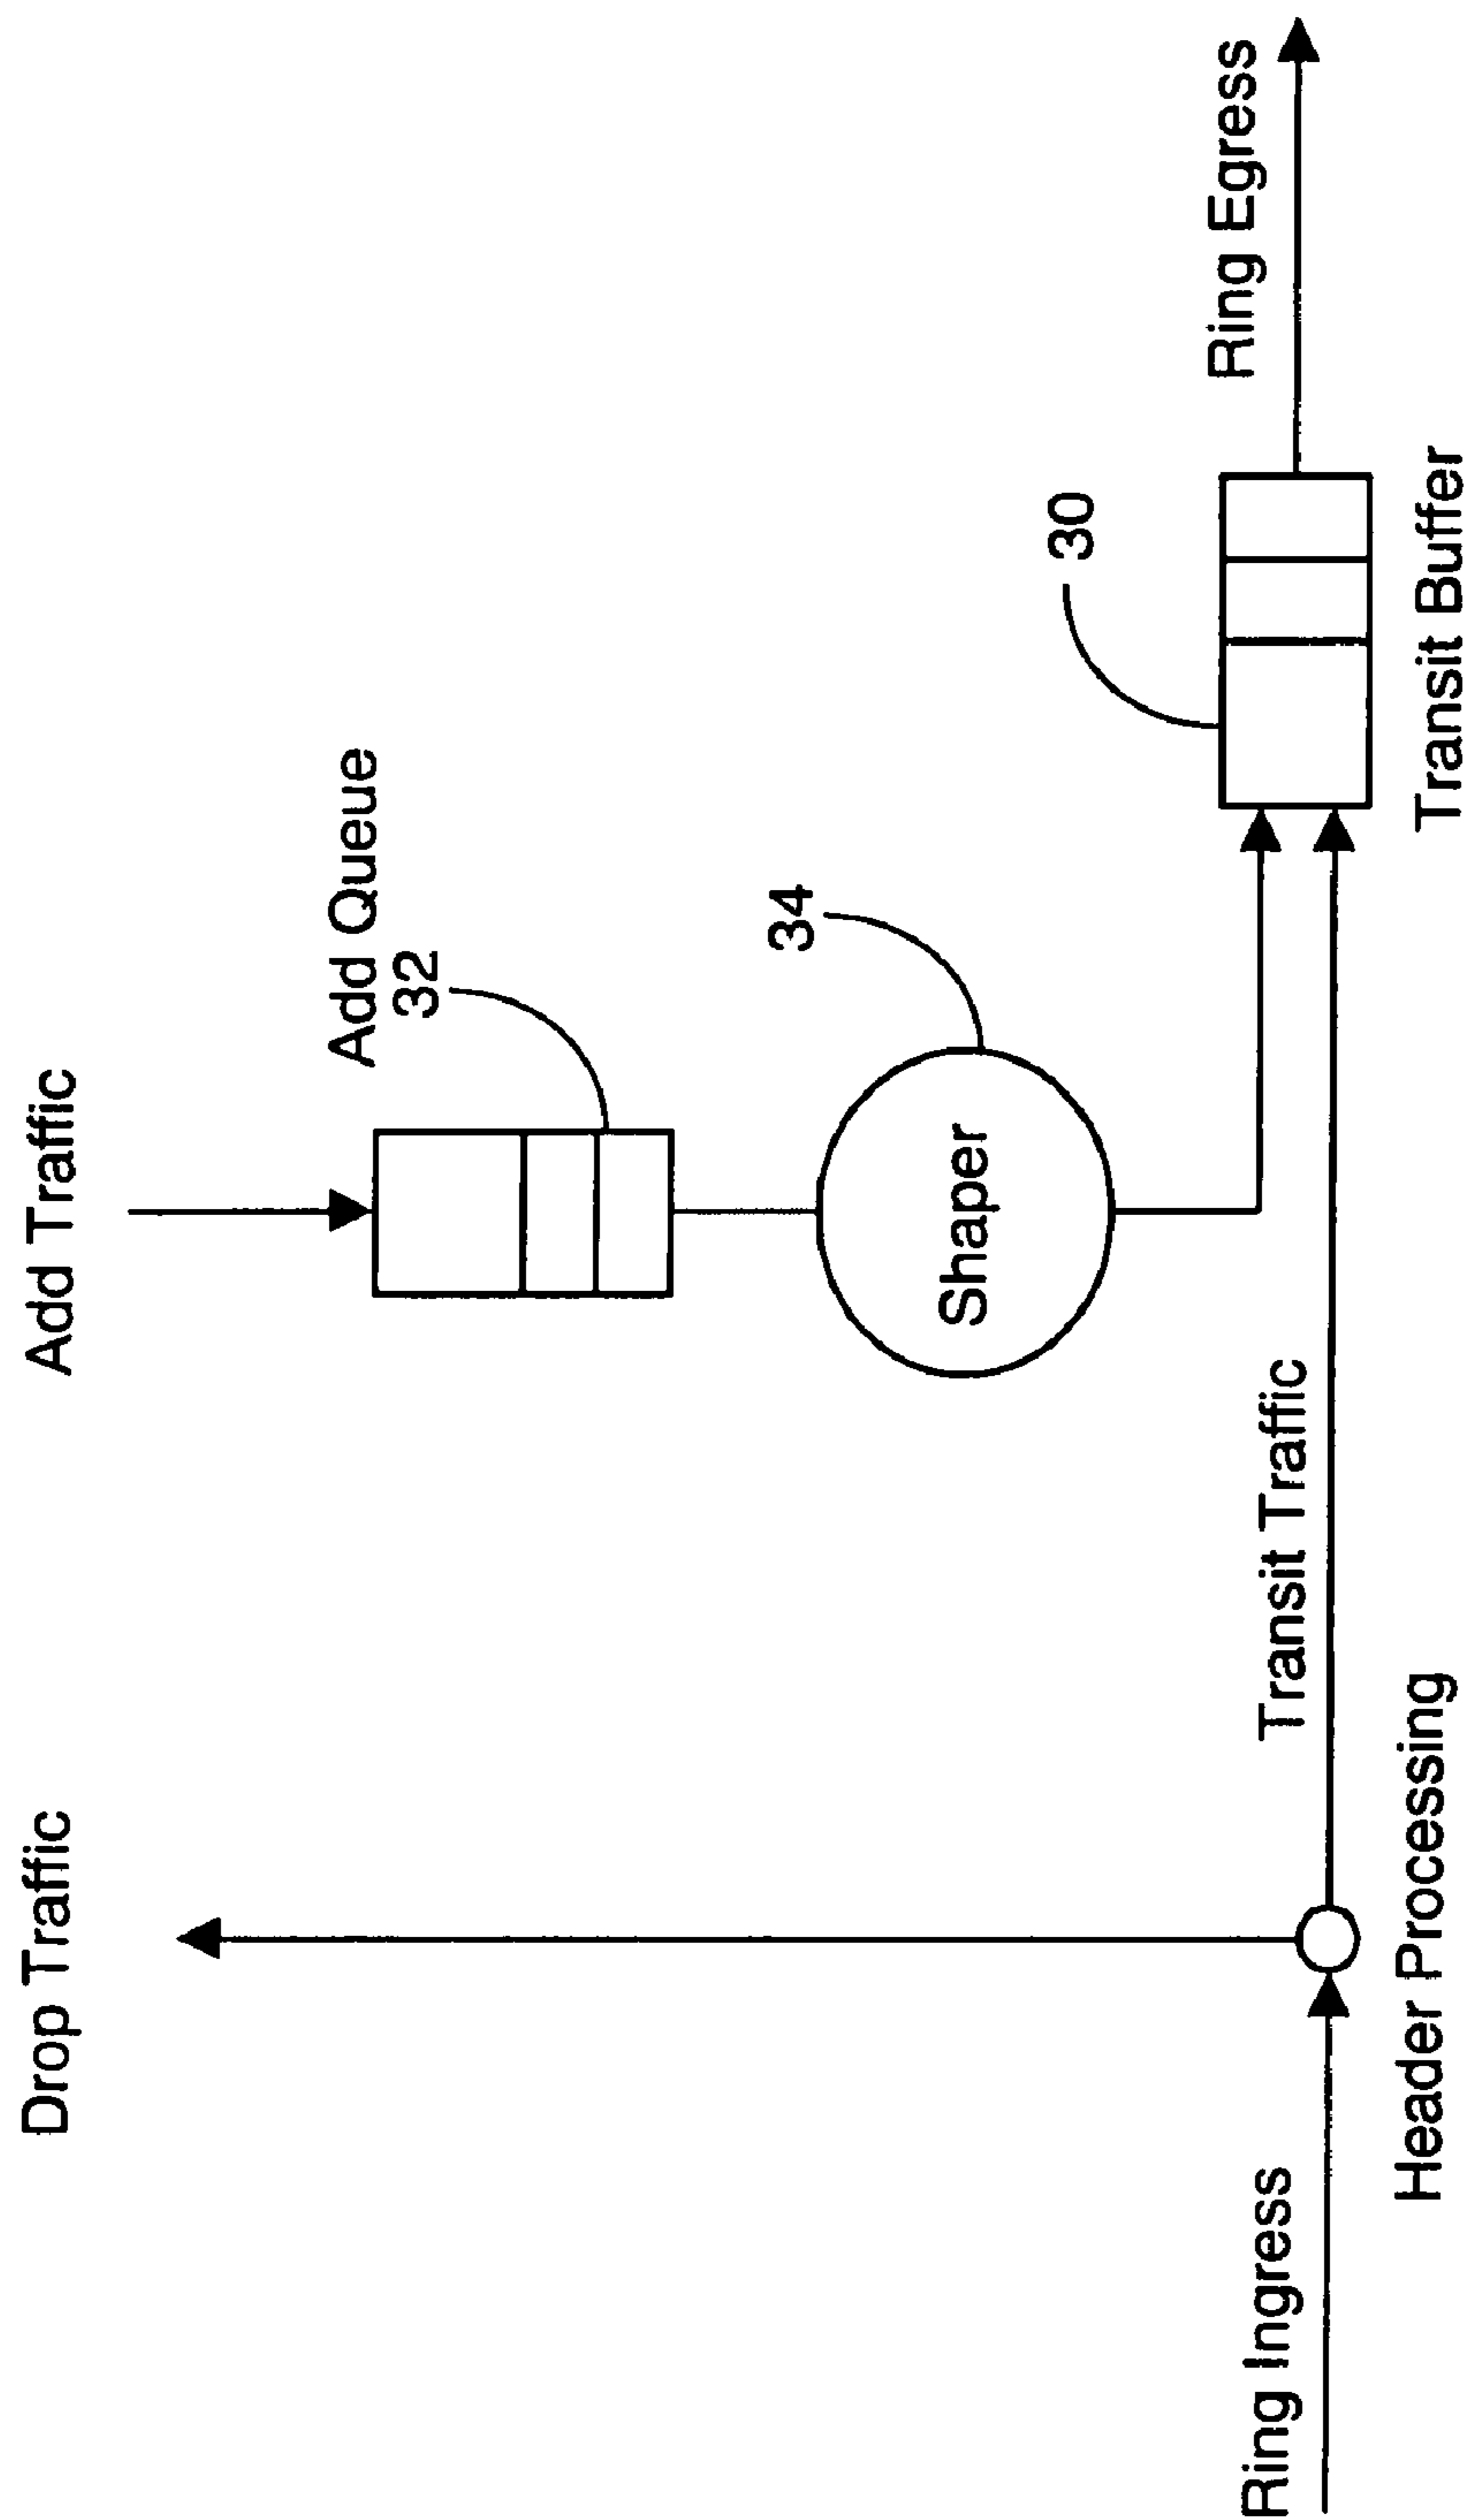 Drop Traffic
Add Traffic
Add Queue
32
34
Shaper
30
Ring Ingress
Transit Traffic
Ring Egress
Header Processing
Transit Buffer